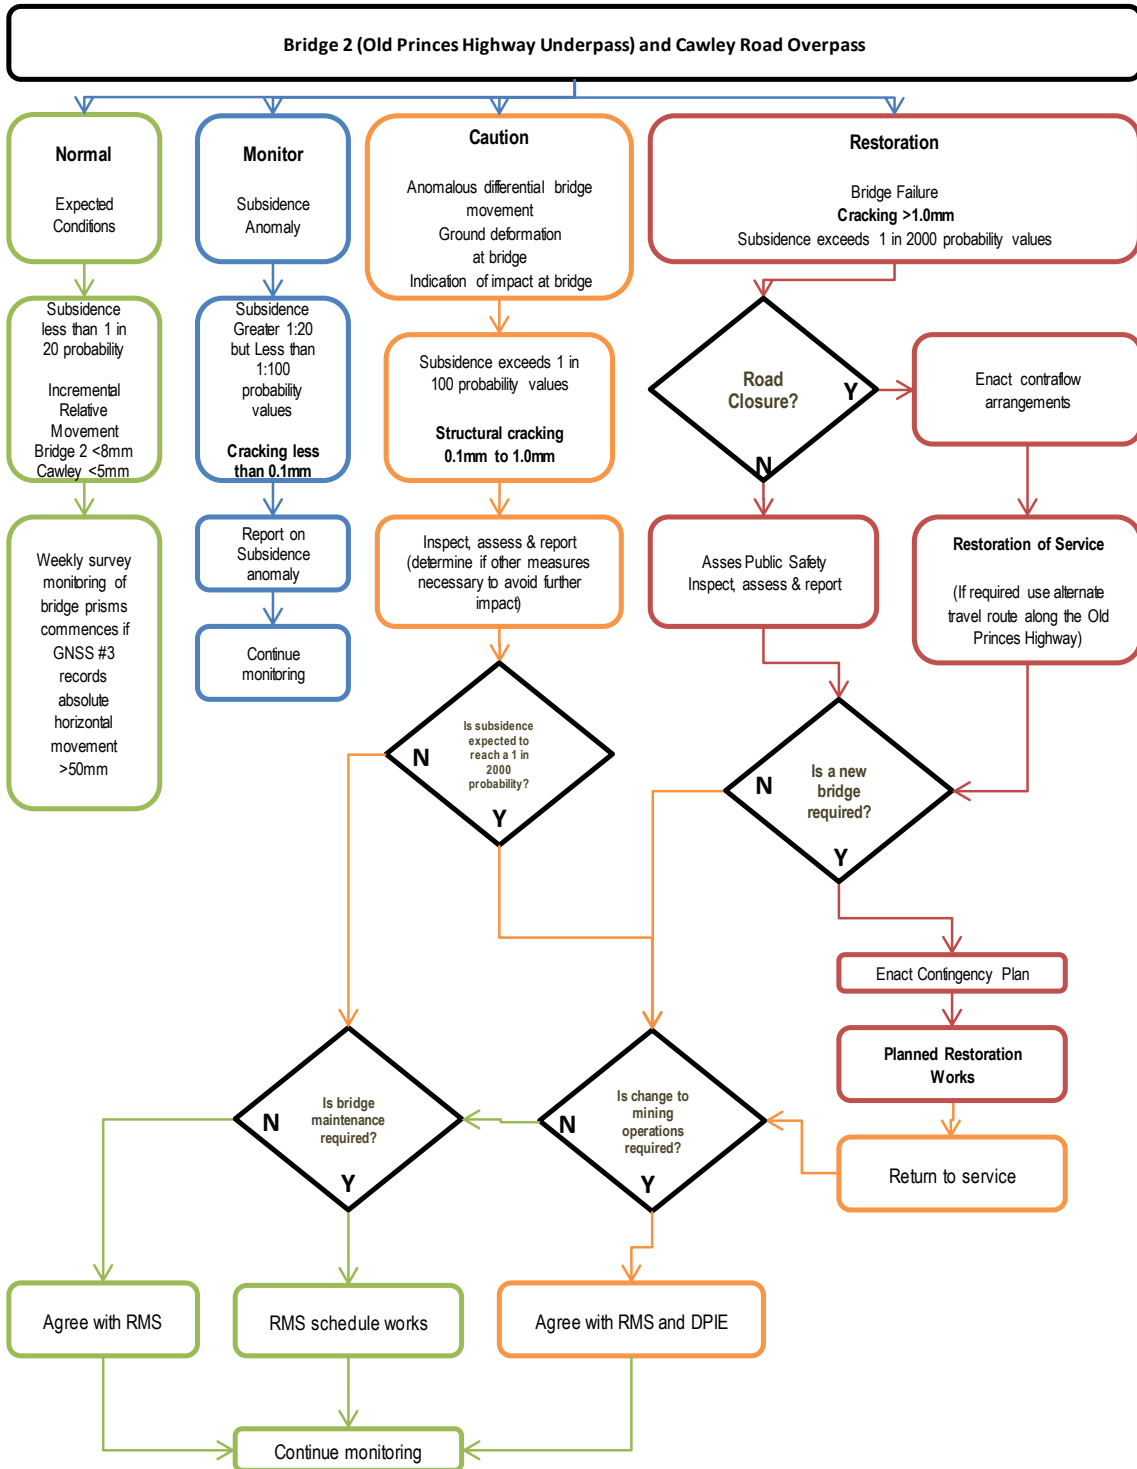 Bridge 2 (Old Princes Highway Underpass) and Cawley Road Overpass
Normal
Expected
Conditions
Monitor
Subsidence
Anomaly
Caution
Anomalous differential bridge
movement
Ground deformation
at bridge
Indication of impact at bridge
Restoration
Bridge Failure
Cracking >1.0mm
Subsidence exceeds 1 in 2000 probability values
Subsidence
less than 1 in
20 probability
Incremental
Relative
Movement
Bridge 2 <8mm
Cawley <5mm
Subsidence
Greater 1:20
but Less than
1:100
probability
values
Cracking less
than 0.1mm
Subsidence exceeds 1 in
100 probability values
Structural cracking
0.1mm to 1.0mm
Road
Closure?
Y
N
Enact contraflow
arrangements
Weekly survey
monitoring of
bridge prisms
commences if
GNSS #3
records
absolute
horizontal
movement
>50mm
Report on
Subsidence
anomaly
Continue
monitoring
Inspect, assess & report
(determine if other measures
necessary to avoid further
impact)
Asses Public Safety
Inspect, assess & report
Restoration of Service
(If required use alternate
travel route along the Old
Princes Highway)
Is subsidence
expected to
reach a 1 in
2000
probability?
N
Y
Is a new
bridge
required?
N
Y
Enact Contingency Plan
Planned Restoration
Works
Return to service
Is bridge
maintenance
required?
N
Y
Is change to
mining
operations
required?
N
Y
Agree with RMS
RMS schedule works
Agree with RMS and DPIE
Continue monitoring